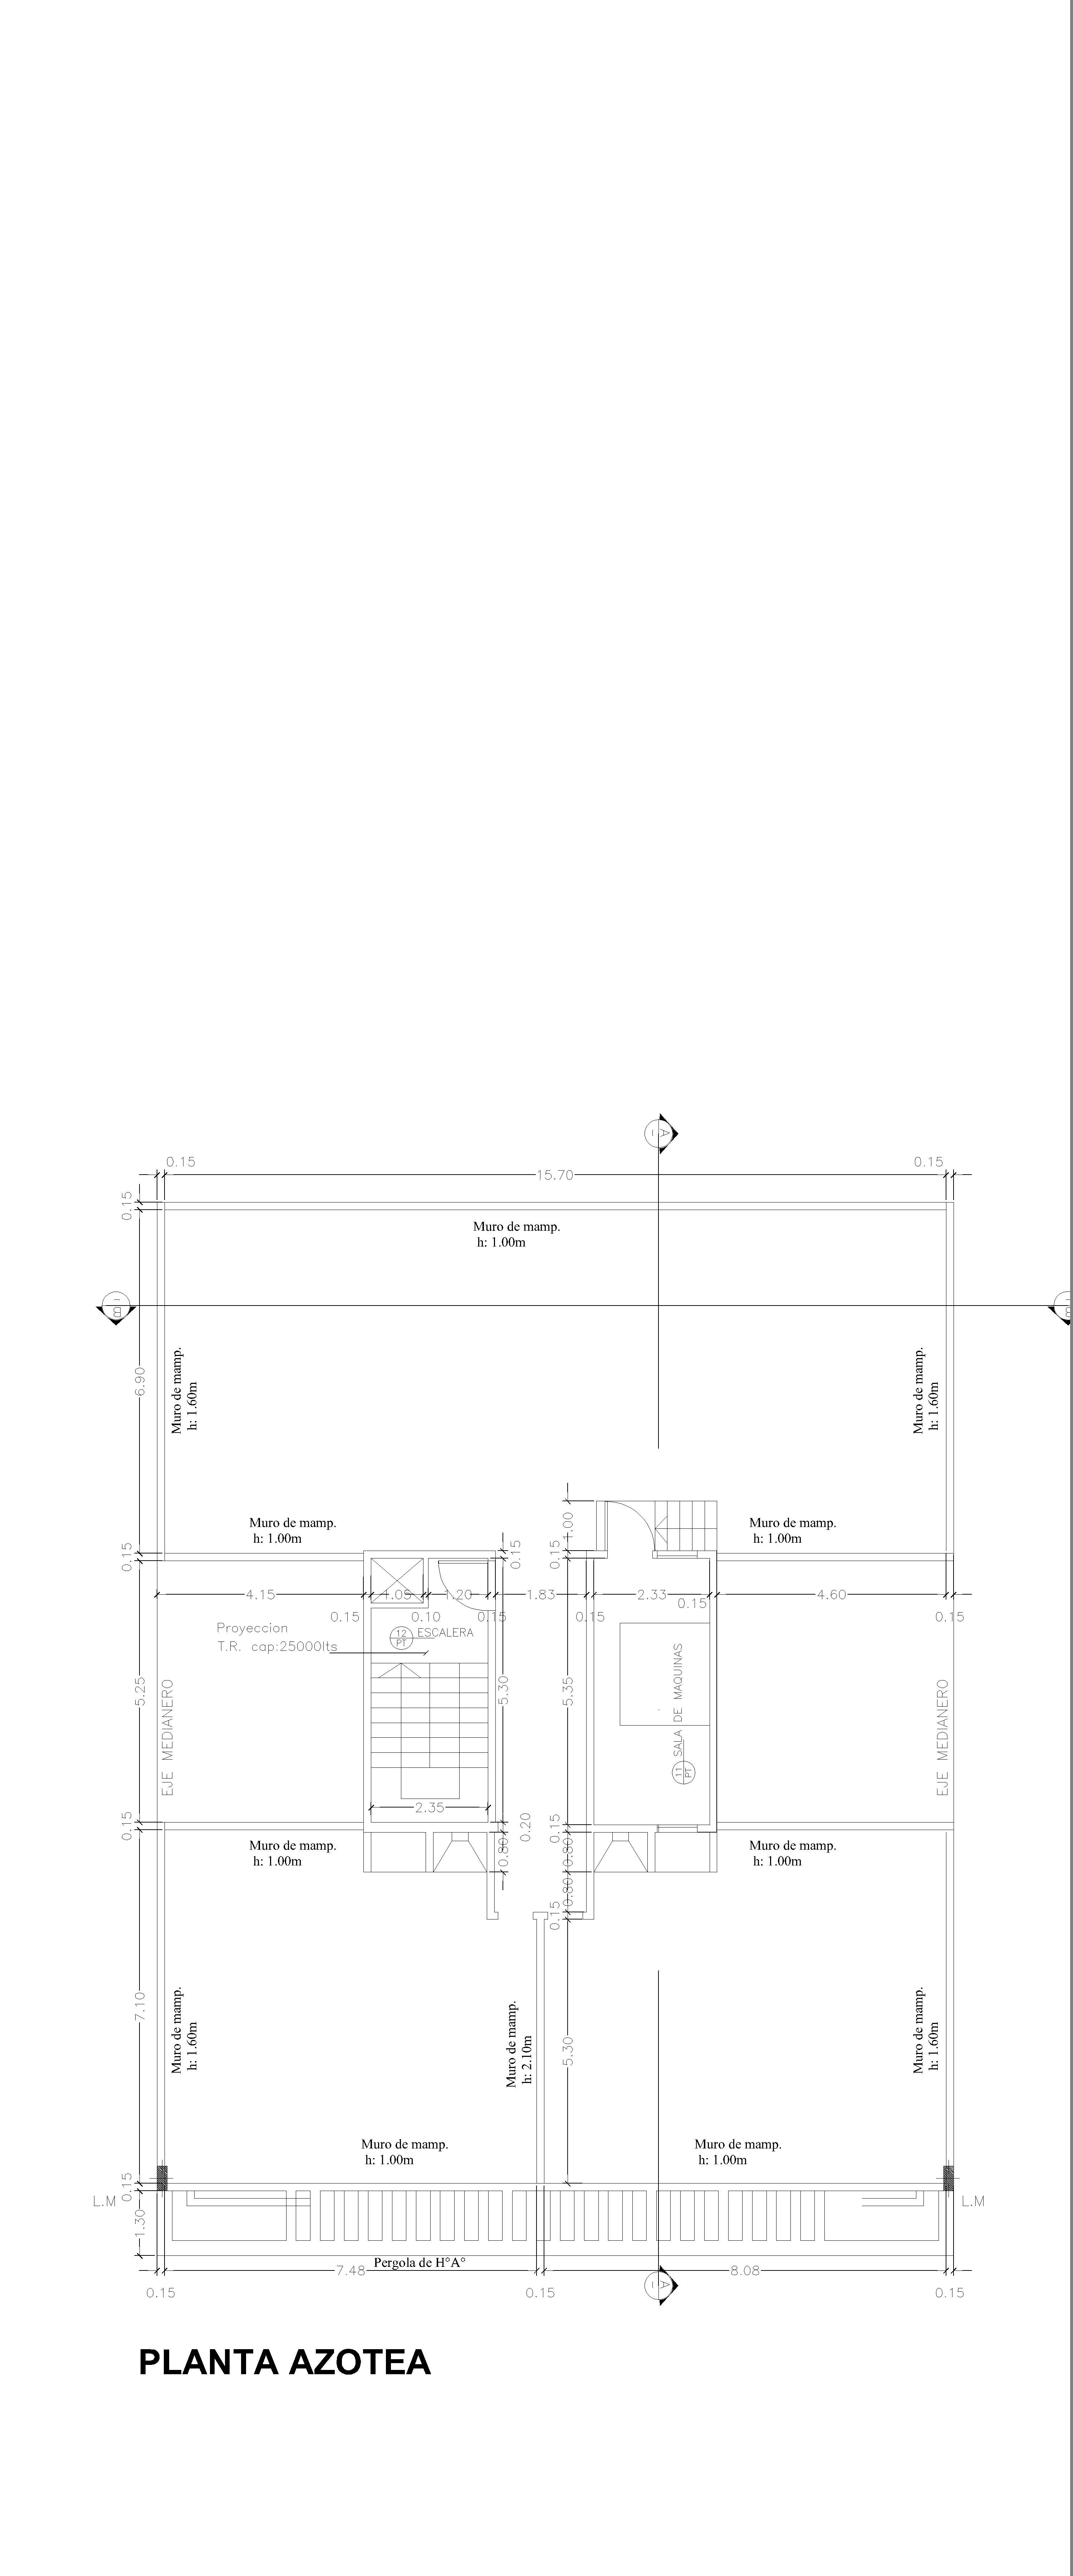 A
I
0.15
0.15
15.70
0.15
Muro de mamp.
h: 1.00m
I
B
I
B
6.90
Muro de mamp.
h: 1.60m
Muro de mamp.
h: 1.60m
Muro de mamp.
h: 1.00m
1.00
Muro de mamp.
h: 1.00m
0.15
0.15
0.15
4.15
1.05
1.20
1.83
2.33
4.60
0.15
0.10
0.15
0.15
0.15
0.15
Proyeccion
T.R. cap:25000lts
12
PT
ESCALERA
5.25
EJE MEDIANERO
5.30
5.35
11
PT
SALA DE MAQUINAS
EJE MEDIANERO
2.35
0.15
0.20
0.15
Muro de mamp.
h: 1.00m
0.80
0.80
Muro de mamp.
h: 1.00m
0.80
0.15
7.10
Muro de mamp.
h: 1.60m
Muro de mamp.
h: 2.10m
5.30
Muro de mamp.
h: 1.60m
Muro de mamp.
h: 1.00m
Muro de mamp.
h: 1.00m
0.15
L.M
L.M
1.30
Pergola de H°A°
7.48
8.08
A
I
0.15
0.15
0.15
PLANTA AZOTEA